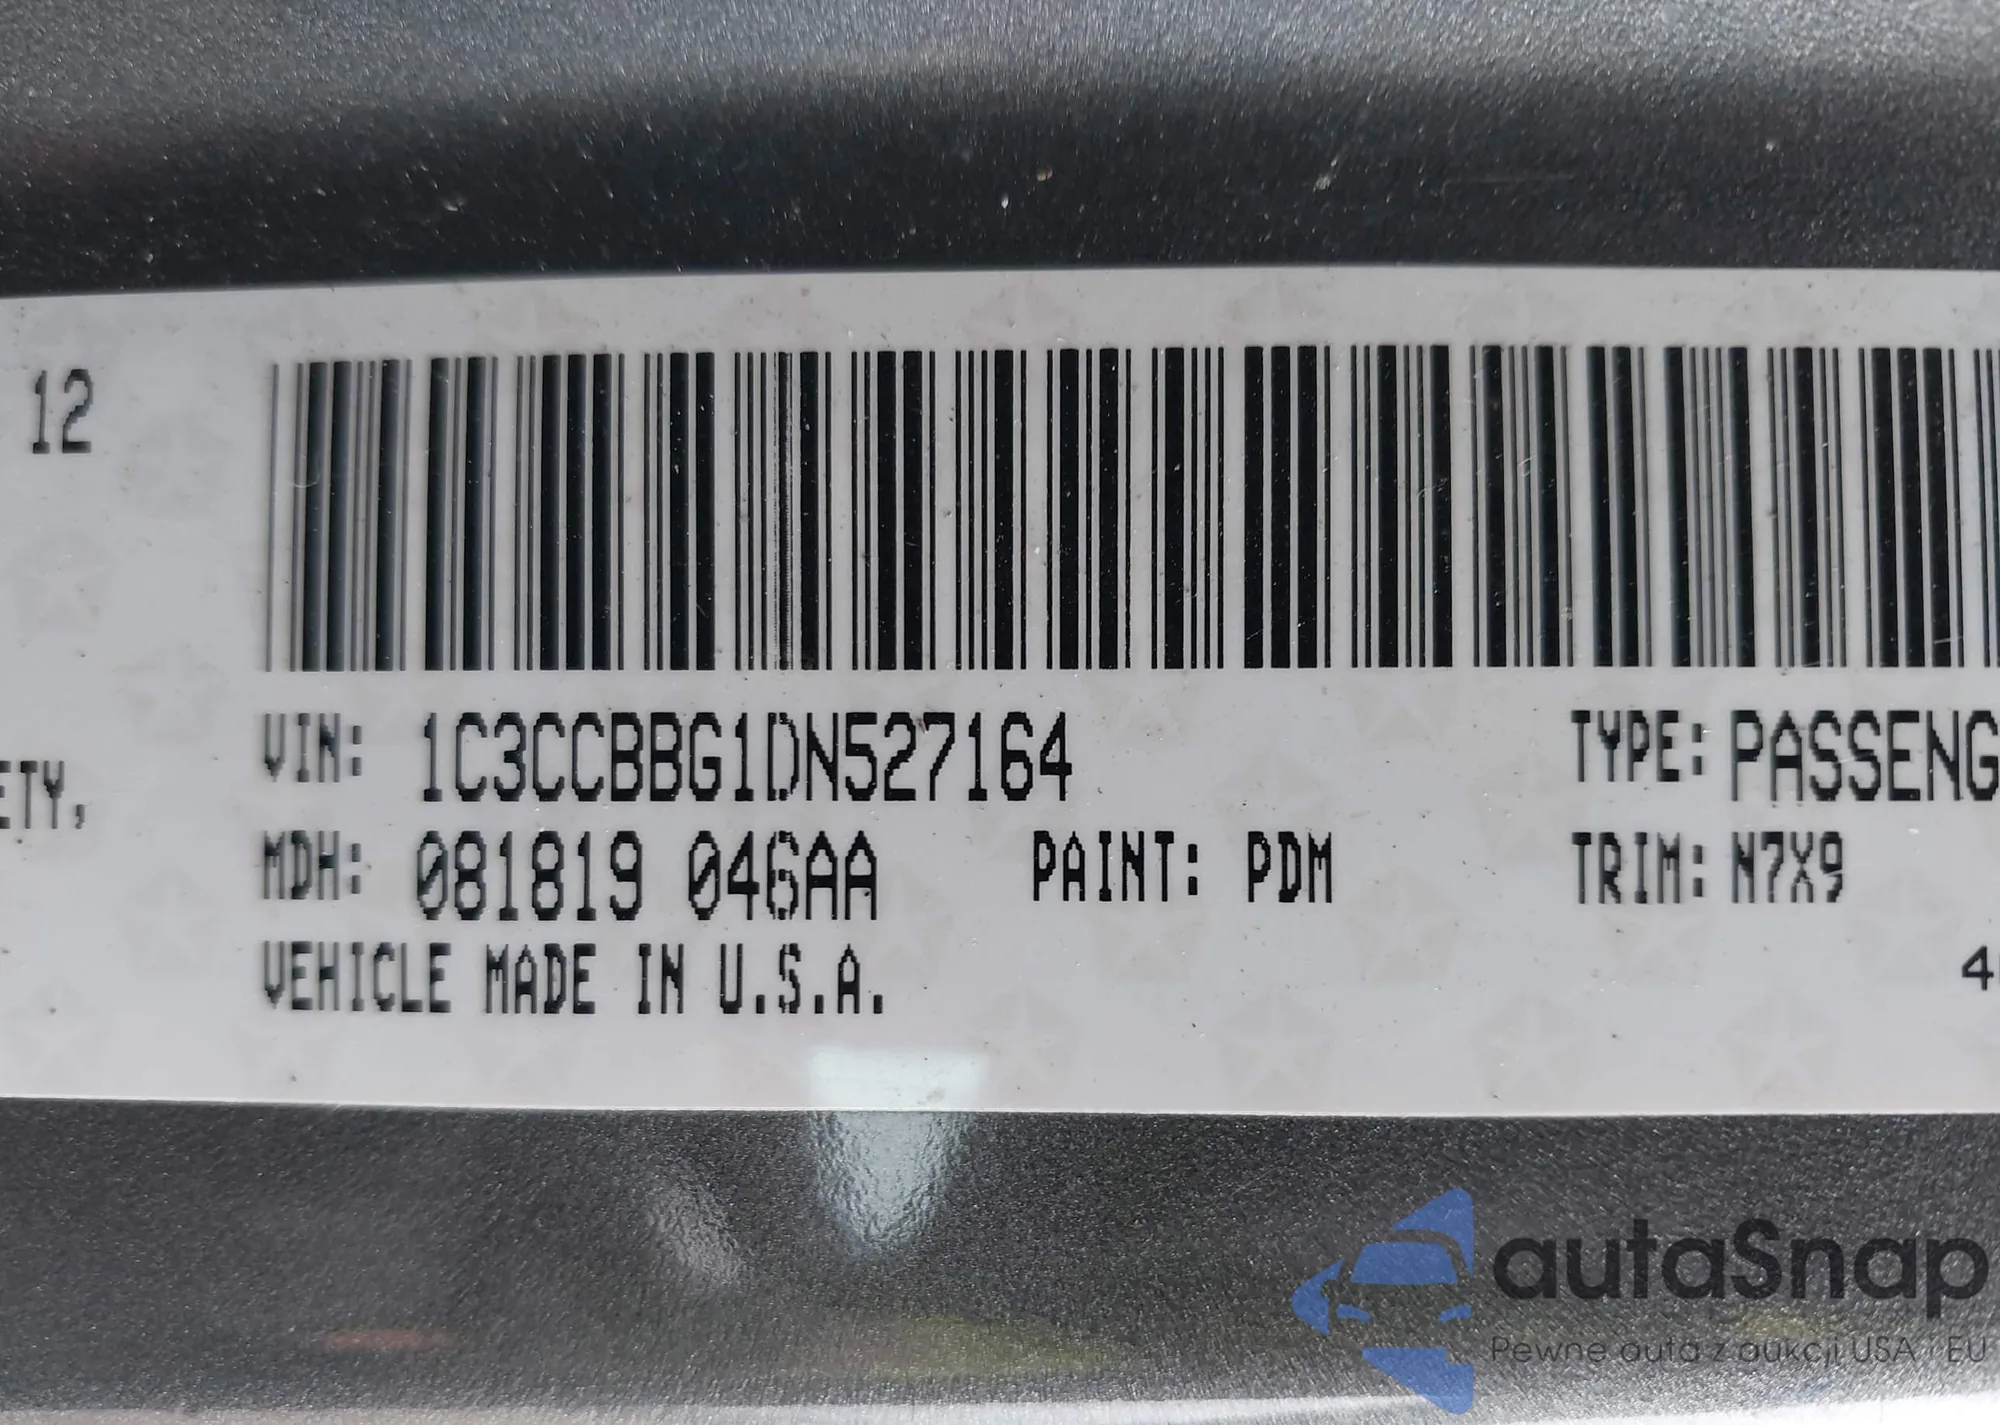 12
VIN: 1C3CCBBG1DN527164
TYPE: PASSENG
ETY,
MDH: 081819 046AA
PAINT: PDM
TRIM: N7X9
VEHICLE MADE IN U.S.A.
4
autaSnap
Pewne auta z aukcji USA i EU